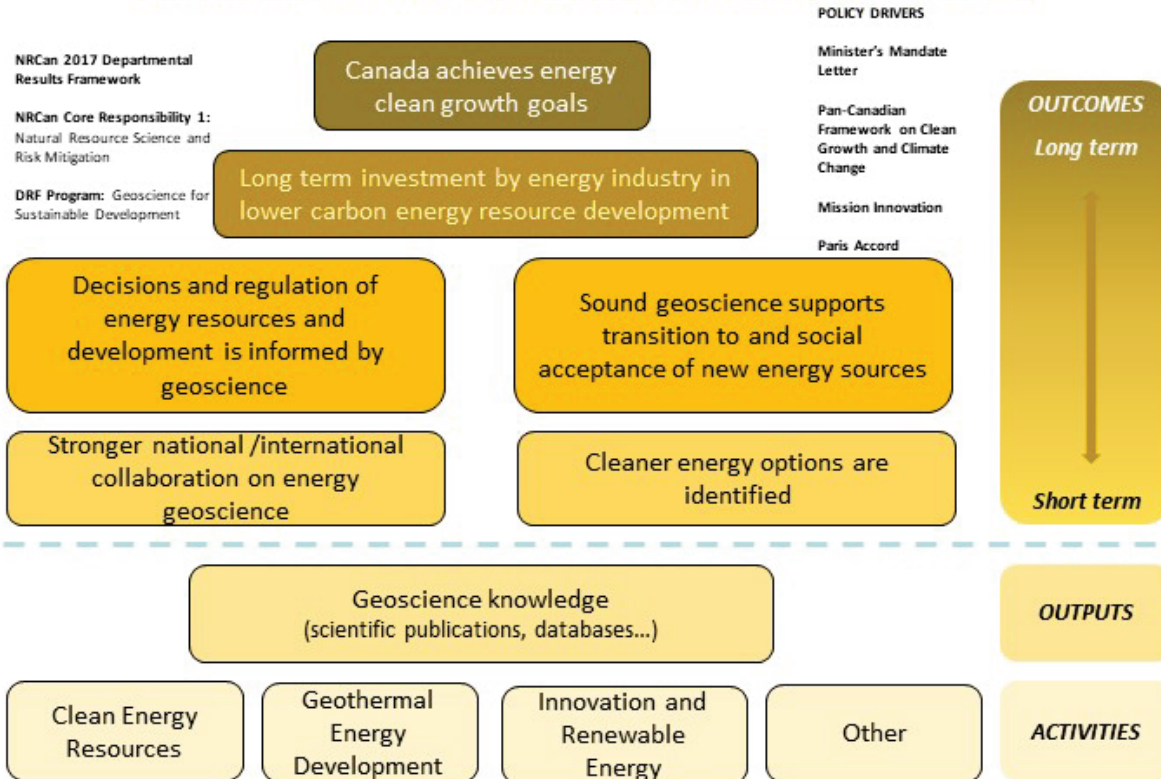 NRCan 2017 Departmental
Results Framework
NRCan Core Responsibility 1:
Natural Resource Science and
Risk Mitigation
DRF Program: Geoscience for
Sustainable Development
Canada achieves energy
clean growth goals
Long term investment by energy industry in
lower carbon energy resource development
POLICY DRIVERS
Minister's Mandate
Letter
Pan-Canadian
Framework on Clean
Growth and Climate
Change
Mission Innovation
Paris Accord
OUTCOMES
Long term
Short term
Decisions and regulation of
energy resources and
development is informed by
geoscience
Sound geoscience supports
transition to and social
acceptance of new energy sources
Stronger national /international
collaboration on energy
geoscience
Cleaner energy options are
identified
Geoscience knowledge
(scientific publications, databases...)
OUTPUTS
Clean Energy
Resources
Geothermal
Energy
Development
Innovation and
Renewable
Energy
Other
ACTIVITIES